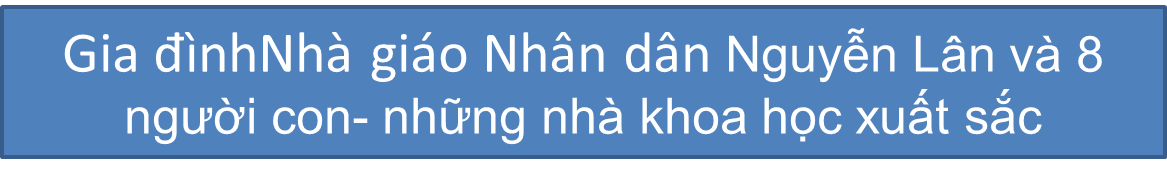 Gia đìnhNhà giáo Nhân dân Nguyễn Lân và 8
người con- những nhà khoa học xuất sắc